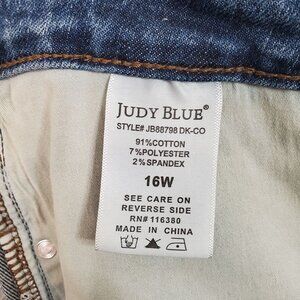 JUDY BLUE®
STYLE# JB88798 DK-CO
91%COTTON
7%POLYESTER
2%SPANDEX
16W
SEE CARE ON
REVERSE SIDE
RN# 116380
MADE IN CHINA